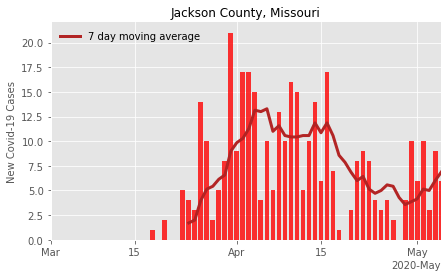 Jackson County, Missouri
7 day moving average
New Covid-19 Cases
20.0
17.5
15.0
12.5
10.0
7.5
5.0
2.5
0.0
Mar 15 Apr 15 May
2020-May